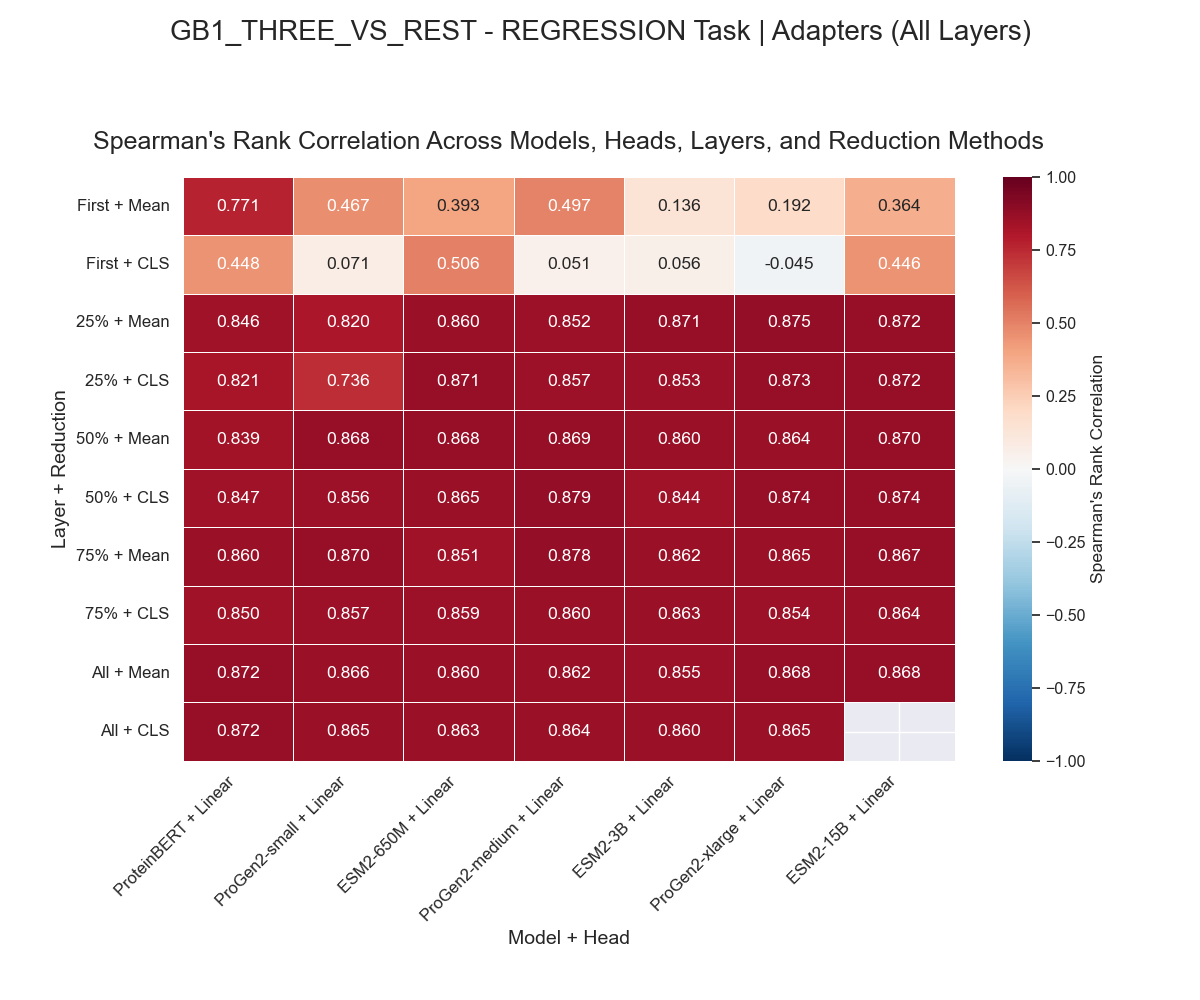 GB1_THREE_VS_REST - REGRESSION Task | Adapters (All Layers)
Spearman's Rank Correlation Across Models, Heads, Layers, and Reduction Methods
Layer + Reduction
First + Mean 0.771 0.467 0.393 0.497 0.136 0.192 0.364
First + CLS 0.448 0.071 0.506 0.051 0.056 -0.045 0.446
25% + Mean 0.846 0.820 0.860 0.852 0.871 0.875 0.872
25% + CLS 0.821 0.736 0.871 0.857 0.853 0.873 0.872
50% + Mean 0.839 0.868 0.868 0.869 0.860 0.864 0.870
50% + CLS 0.847 0.856 0.865 0.879 0.844 0.874 0.874
75% + Mean 0.860 0.870 0.851 0.878 0.862 0.865 0.867
75% + CLS 0.850 0.857 0.859 0.860 0.863 0.854 0.864
All + Mean 0.872 0.866 0.860 0.862 0.855 0.868 0.868
All + CLS 0.872 0.865 0.863 0.864 0.860 0.865
ProteinBERT + Linear
ProGen2-small + Linear
ESM2-650M + Linear
ProGen2-medium + Linear
ESM2-3B + Linear
ProGen2-xlarge + Linear
ESM2-15B + Linear
Model + Head
1.00
0.75
0.50
0.25
0.00
−0.25
−0.50
−0.75
−1.00
Spearman's Rank Correlation